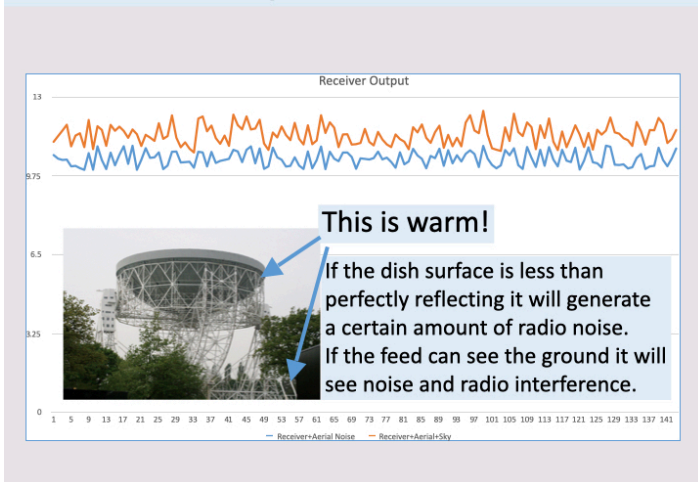 Receiver Output
13
9.75
6.5
3.25
0
This is warm!
If the dish surface is less than
perfectly reflecting it will generate
a certain amount of radio noise.
If the feed can see the ground it will
see noise and radio interference.
1 5 9 13 17 21 25 29 33 37 41 45 49 53 57 61 65 69 73 77 81 85 89 93 97 101 105 109 113 117 121 125 129 133 137 141
Receiver+Aerial Noise Receiver+Aerial+Sky